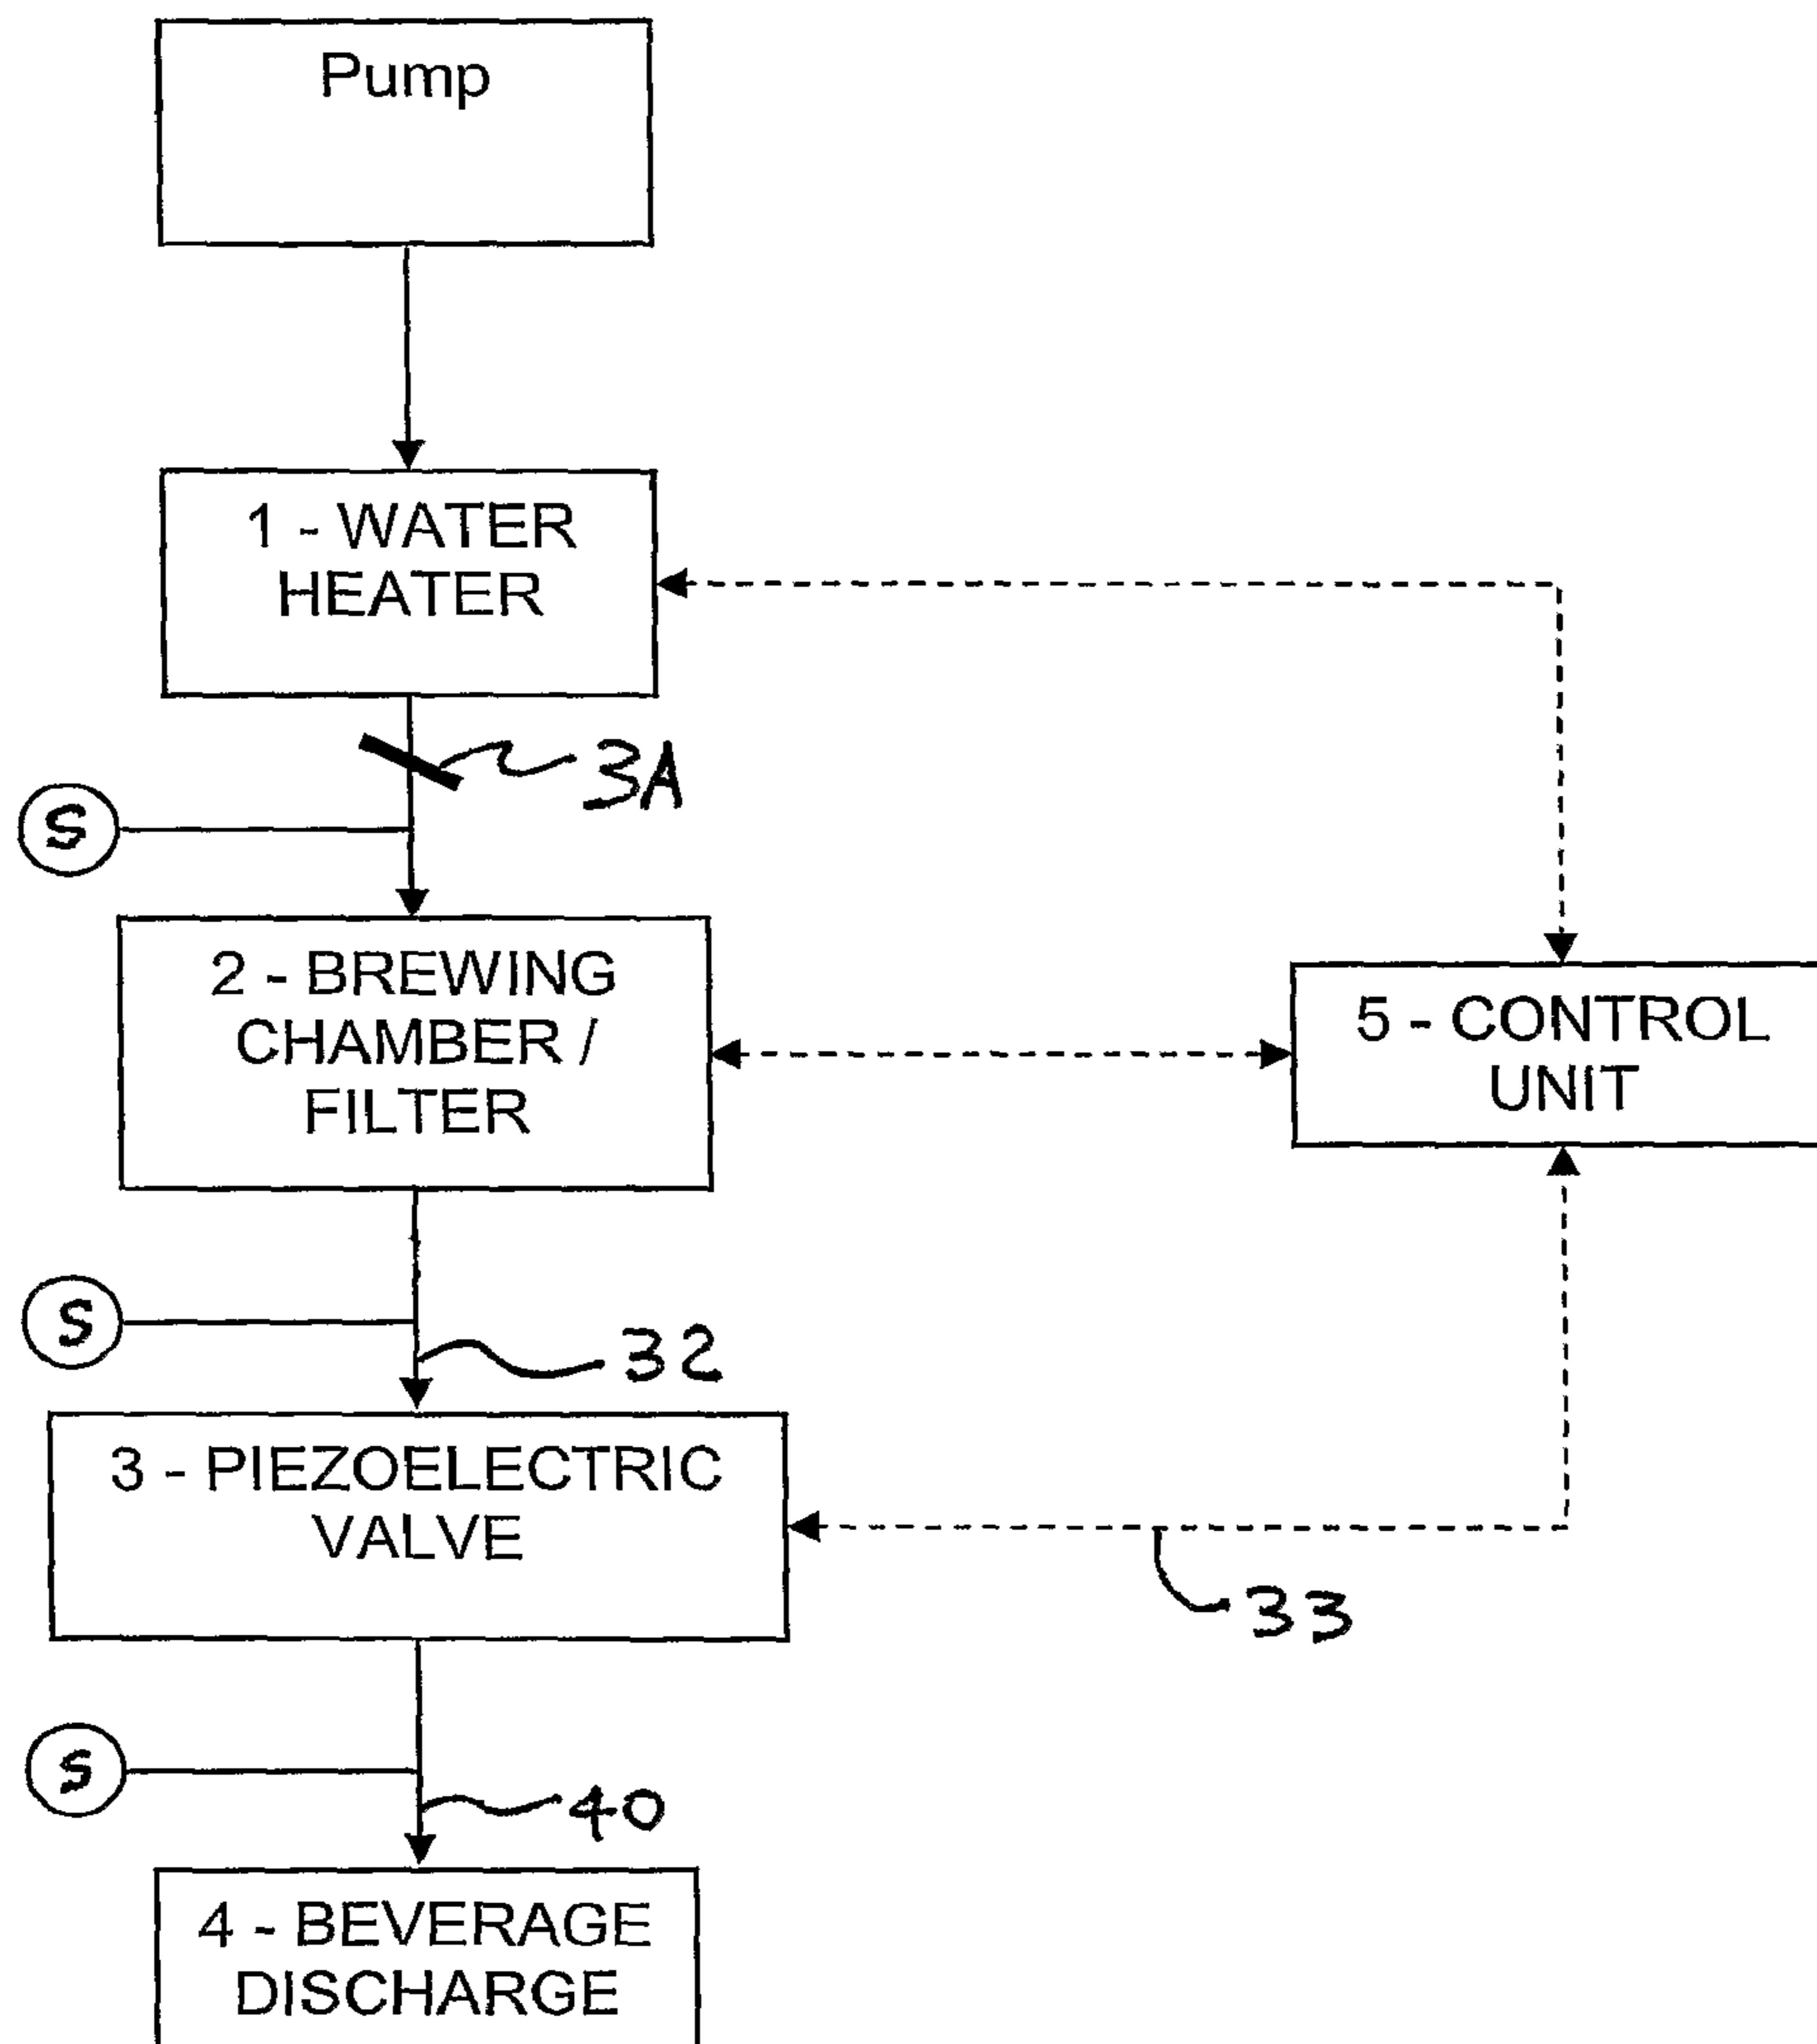 Pump
1 - WATER
HEATER
3A
S
2 - BREWING
CHAMBER /
FILTER
5 - CONTROL
UNIT
S
32
3 - PIEZOELECTRIC
VALVE
33
S
40
4 - BEVERAGE
DISCHARGE